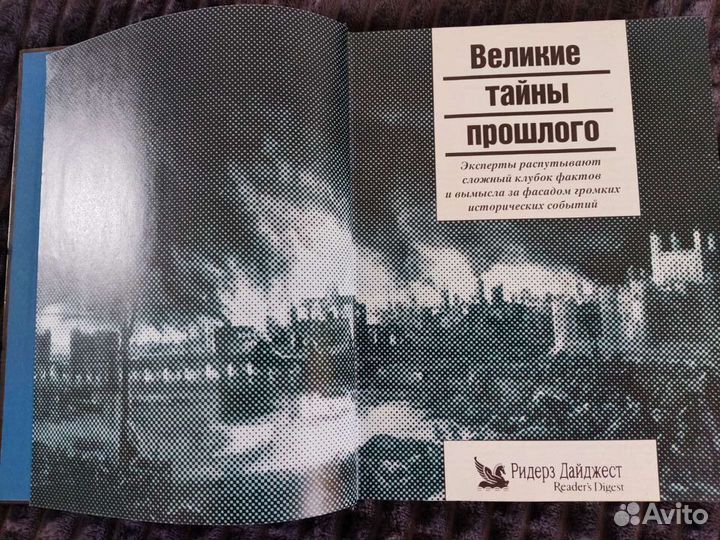 Великие
тайны
прошлого
Эксперты распутывают
сложный клубок фактов
и вымысла за фасадом громких
исторических событий
Ридерз Дайджест
Reader's Digest
Avito